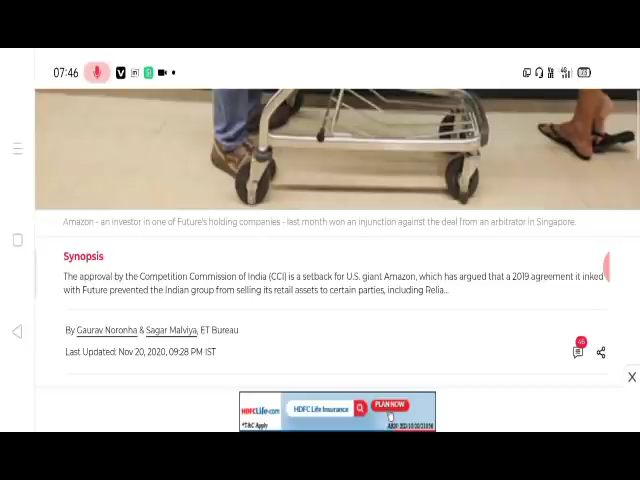 07:46
Amazon - an investor in one of Future's holding companies - last month won an injunction against the deal from an arbitrator in Singapore.
Synopsis
The approval by the Competition Commission of India (CCI) is a setback for U.S. giant Amazon, which has argued that a 2019 agreement it inked
with Future prevented the Indian group from selling its retail assets to certain parties, including Relia...
By Gaurav Noronha & Sagar Malviya, ET Bureau
Last Updated: Nov 20, 2020, 09:28 PM IST
46
X
HDFC Life.com
HDFC Life Insurance
PLAN NOW
*T&C Apply